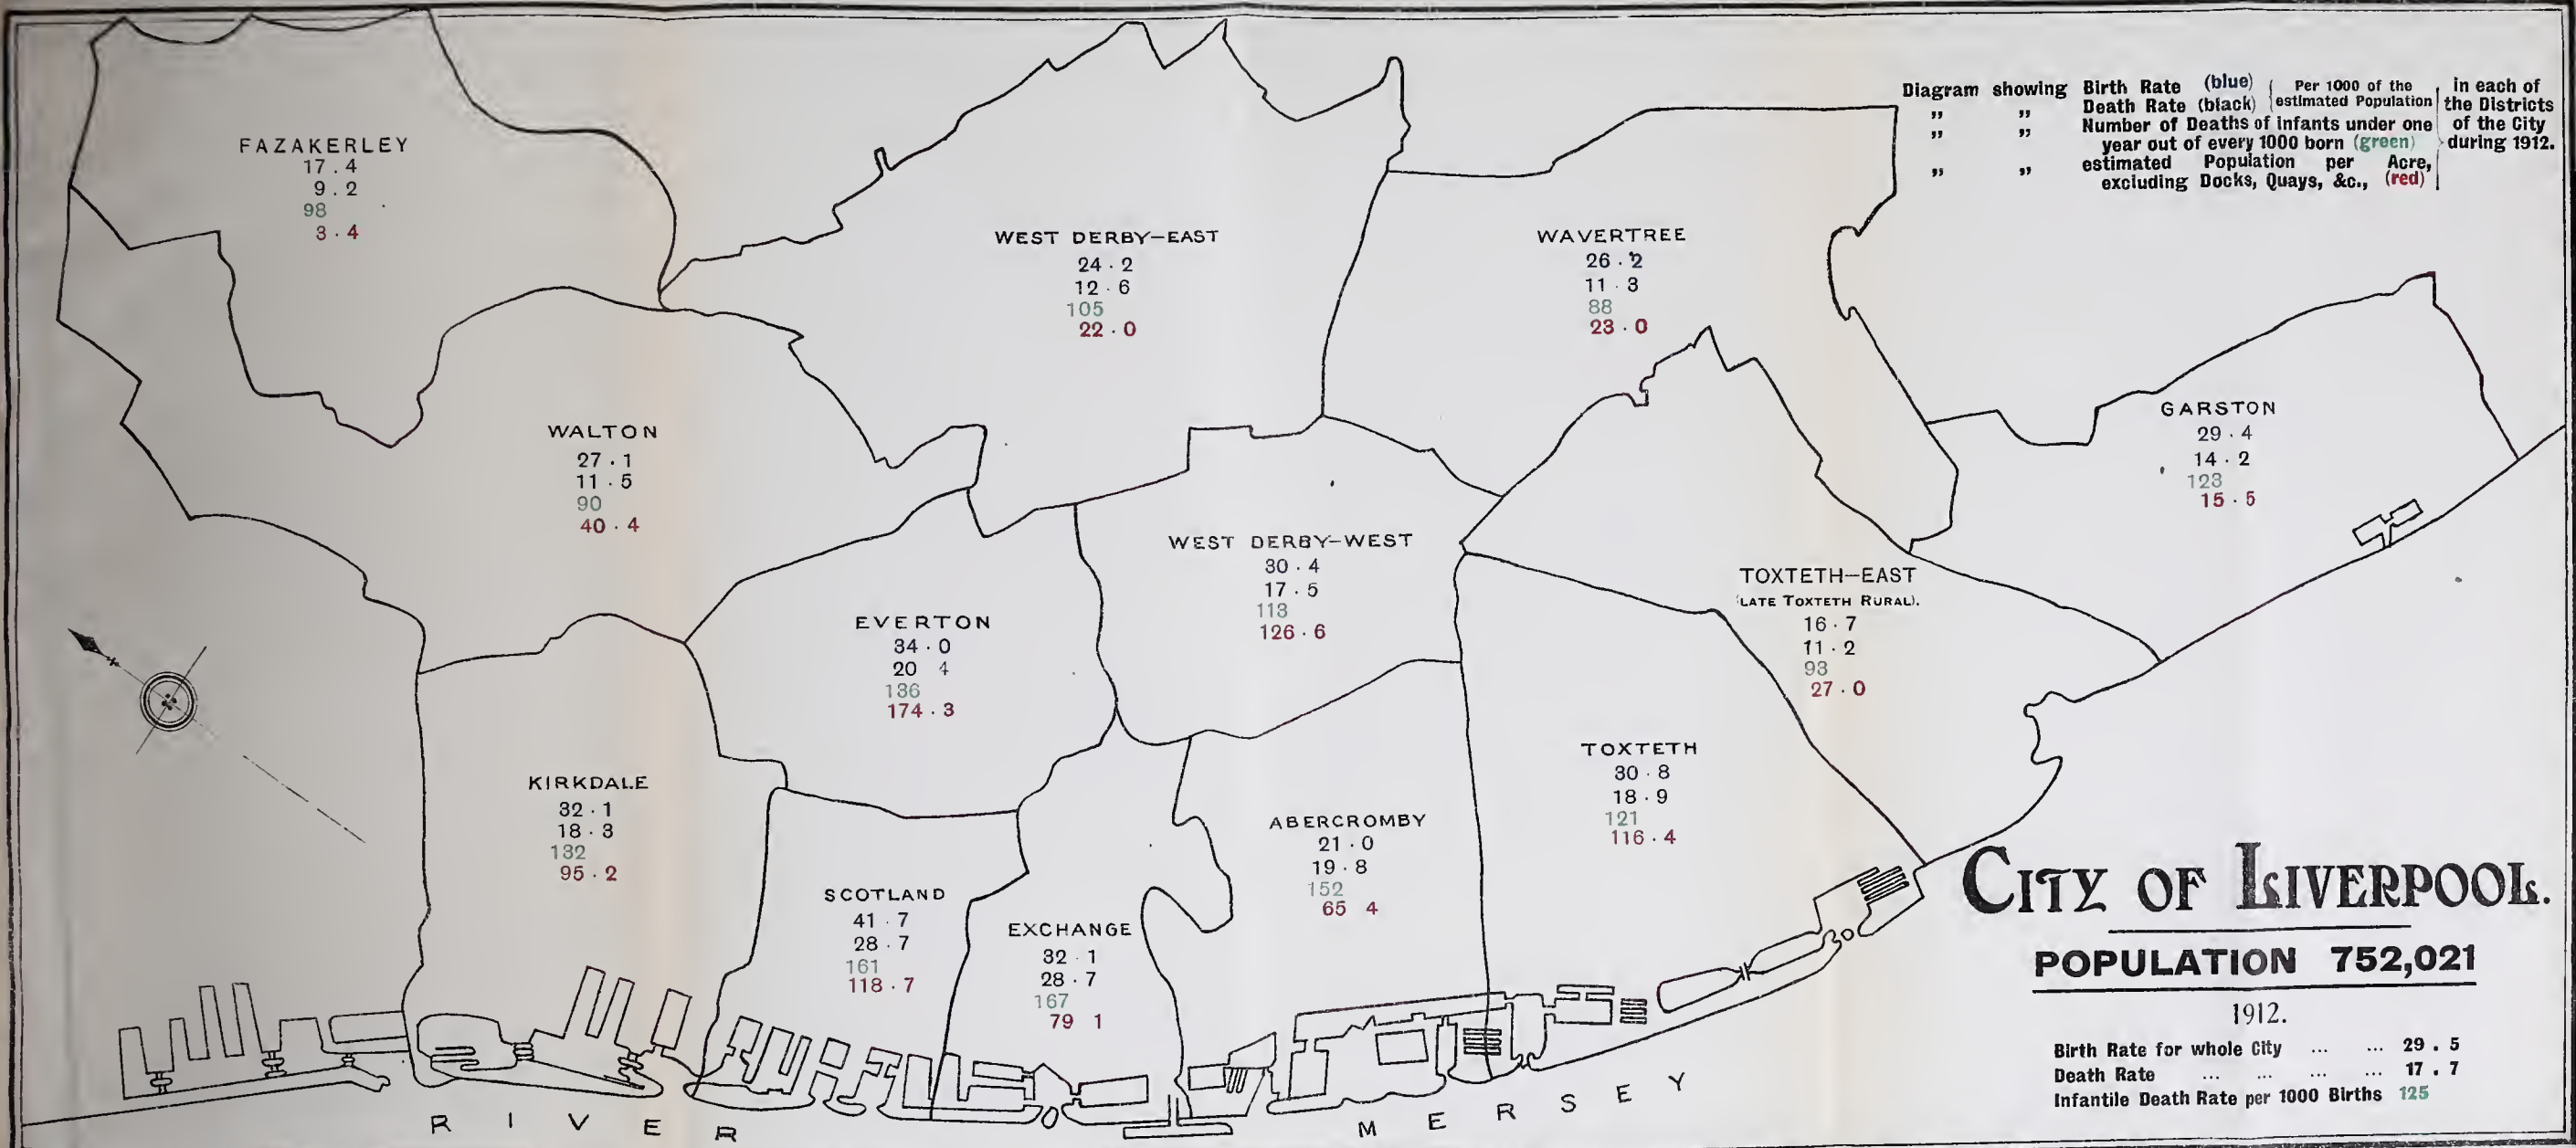 Diagram showing Birth Rate (blue) Per 1000 of the in each of
„ „ Death Rate (black) estimated Population the Districts
„ „ Number of Deaths of infants under one of the City
year out of every 1000 born (green) during 1912.
„ „ estimated Population per Acre,
excluding Docks, Quays, &c., (red)
FAZAKERLEY
17.4
9.2
98
3.4
WEST DERBY—EAST
24.2
12.6
105
22.0
WAVERTREE
26.2
11.3
88
23.0
GARSTON
29.4
14.2
123
15.5
WALTON
27.1
11.5
90
40.4
WEST DERBY—WEST
30.4
17.5
113
126.6
TOXTETH—EAST
(LATE TOXTETH RURAL).
16.7
11.2
93
27.0
EVERTON
34.0
20 4
136
174.3
TOXTETH
30.8
18.9
121
116.4
KIRKDALE
32.1
18.3
132
95.2
ABERCROMBY
21.0
19.8
152
65 4
SCOTLAND
41.7
28.7
161
118.7
EXCHANGE
32.1
28.7
167
79 1
CITY OF LIVERPOOL.
POPULATION 752,021
1912.
Birth Rate for whole City ... ... 29.5
Death Rate ... ... ... ... 17.7
Infantile Death Rate per 1000 Births 125
RIVER MERSEY